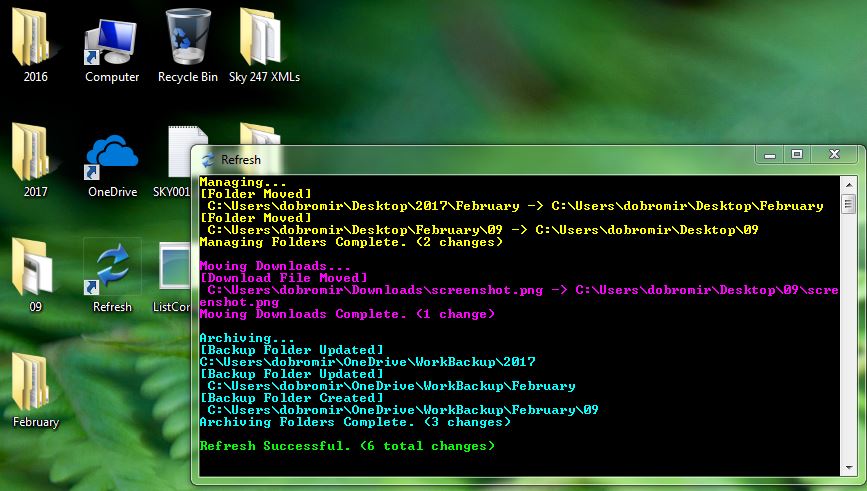 2016
Computer
Recycle Bin
Sky 247 XMLs
2017
OneDrive
SKY001
09
Refresh
ListCor
February
Refresh
Managing...
[Folder Moved]
C:\Users\dobromir\Desktop\2017\February -> C:\Users\dobromir\Desktop\February
[Folder Moved]
C:\Users\dobromir\Desktop\February\09 -> C:\Users\dobromir\Desktop\09
Managing Folders Complete. (2 changes)
Moving Downloads...
[Download File Moved]
C:\Users\dobromir\Downloads\screenshot.png -> C:\Users\dobromir\Desktop\09\scre
enshot.png
Moving Downloads Complete. (1 change)
Archiving...
[Backup Folder Updated]
C:\Users\dobromir\OneDrive\WorkBackup\2017
[Backup Folder Updated]
C:\Users\dobromir\OneDrive\WorkBackup\February
[Backup Folder Created]
C:\Users\dobromir\OneDrive\WorkBackup\February\09
Archiving Folders Complete. (3 changes)
Refresh Successful. (6 total changes)